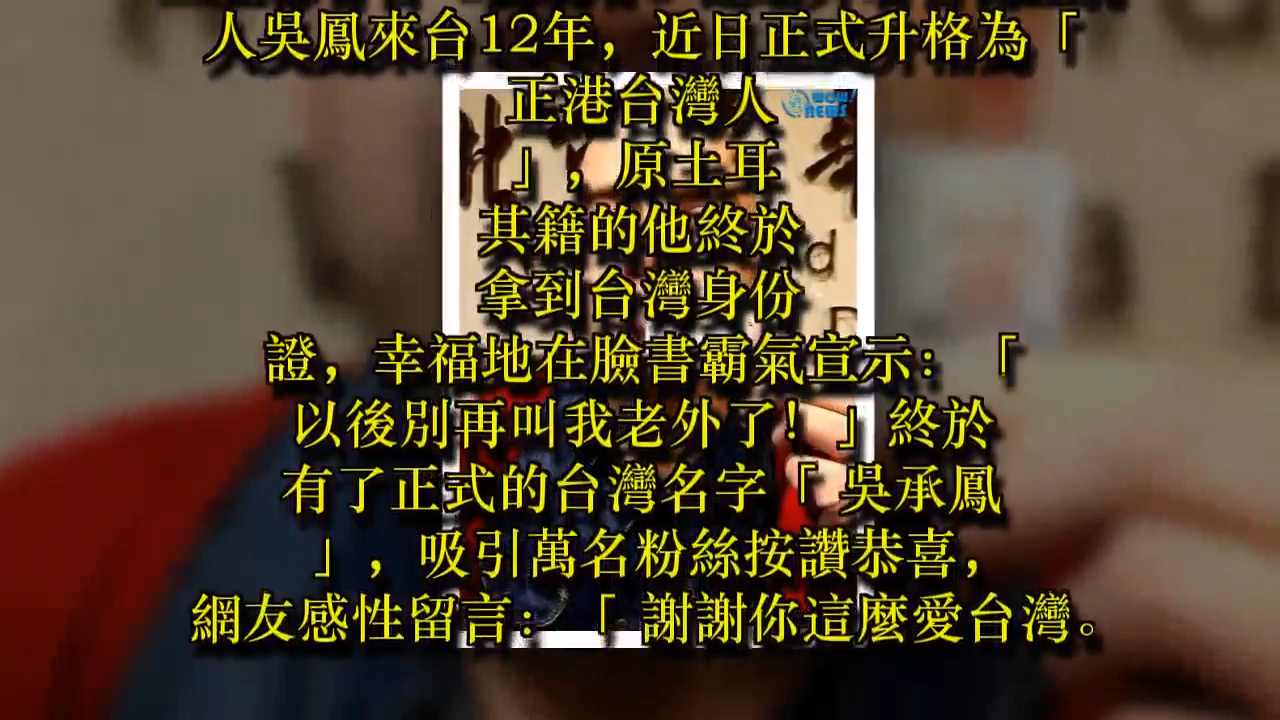 人吳鳳來台12年，近日正式升格為「
正港台灣人
」，原土耳
其籍的他終於
拿到台灣身份
證，幸福地在臉書霸氣宣示：「
以後別再叫我老外了！」終於
有了正式的台灣名字「吳承鳳
」，吸引萬名粉絲按讚恭喜，
網友感性留言：「謝謝你這麼愛台灣。
WOW!
NEWS
d